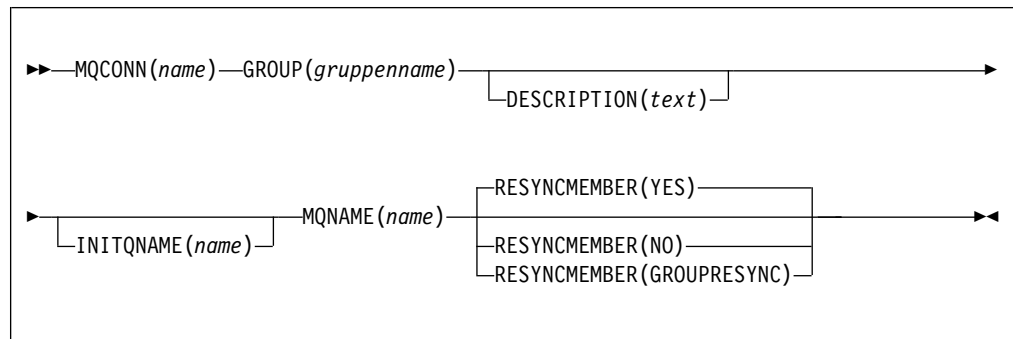 MQCONN(name) GROUP(gruppenname)
DESCRIPTION(text)
RESYNCMEMBER(YES)
INITQNAME(name) MQNAME(name) RESYNCMEMBER(NO)
RESYNCMEMBER(GROUPRESYNC)